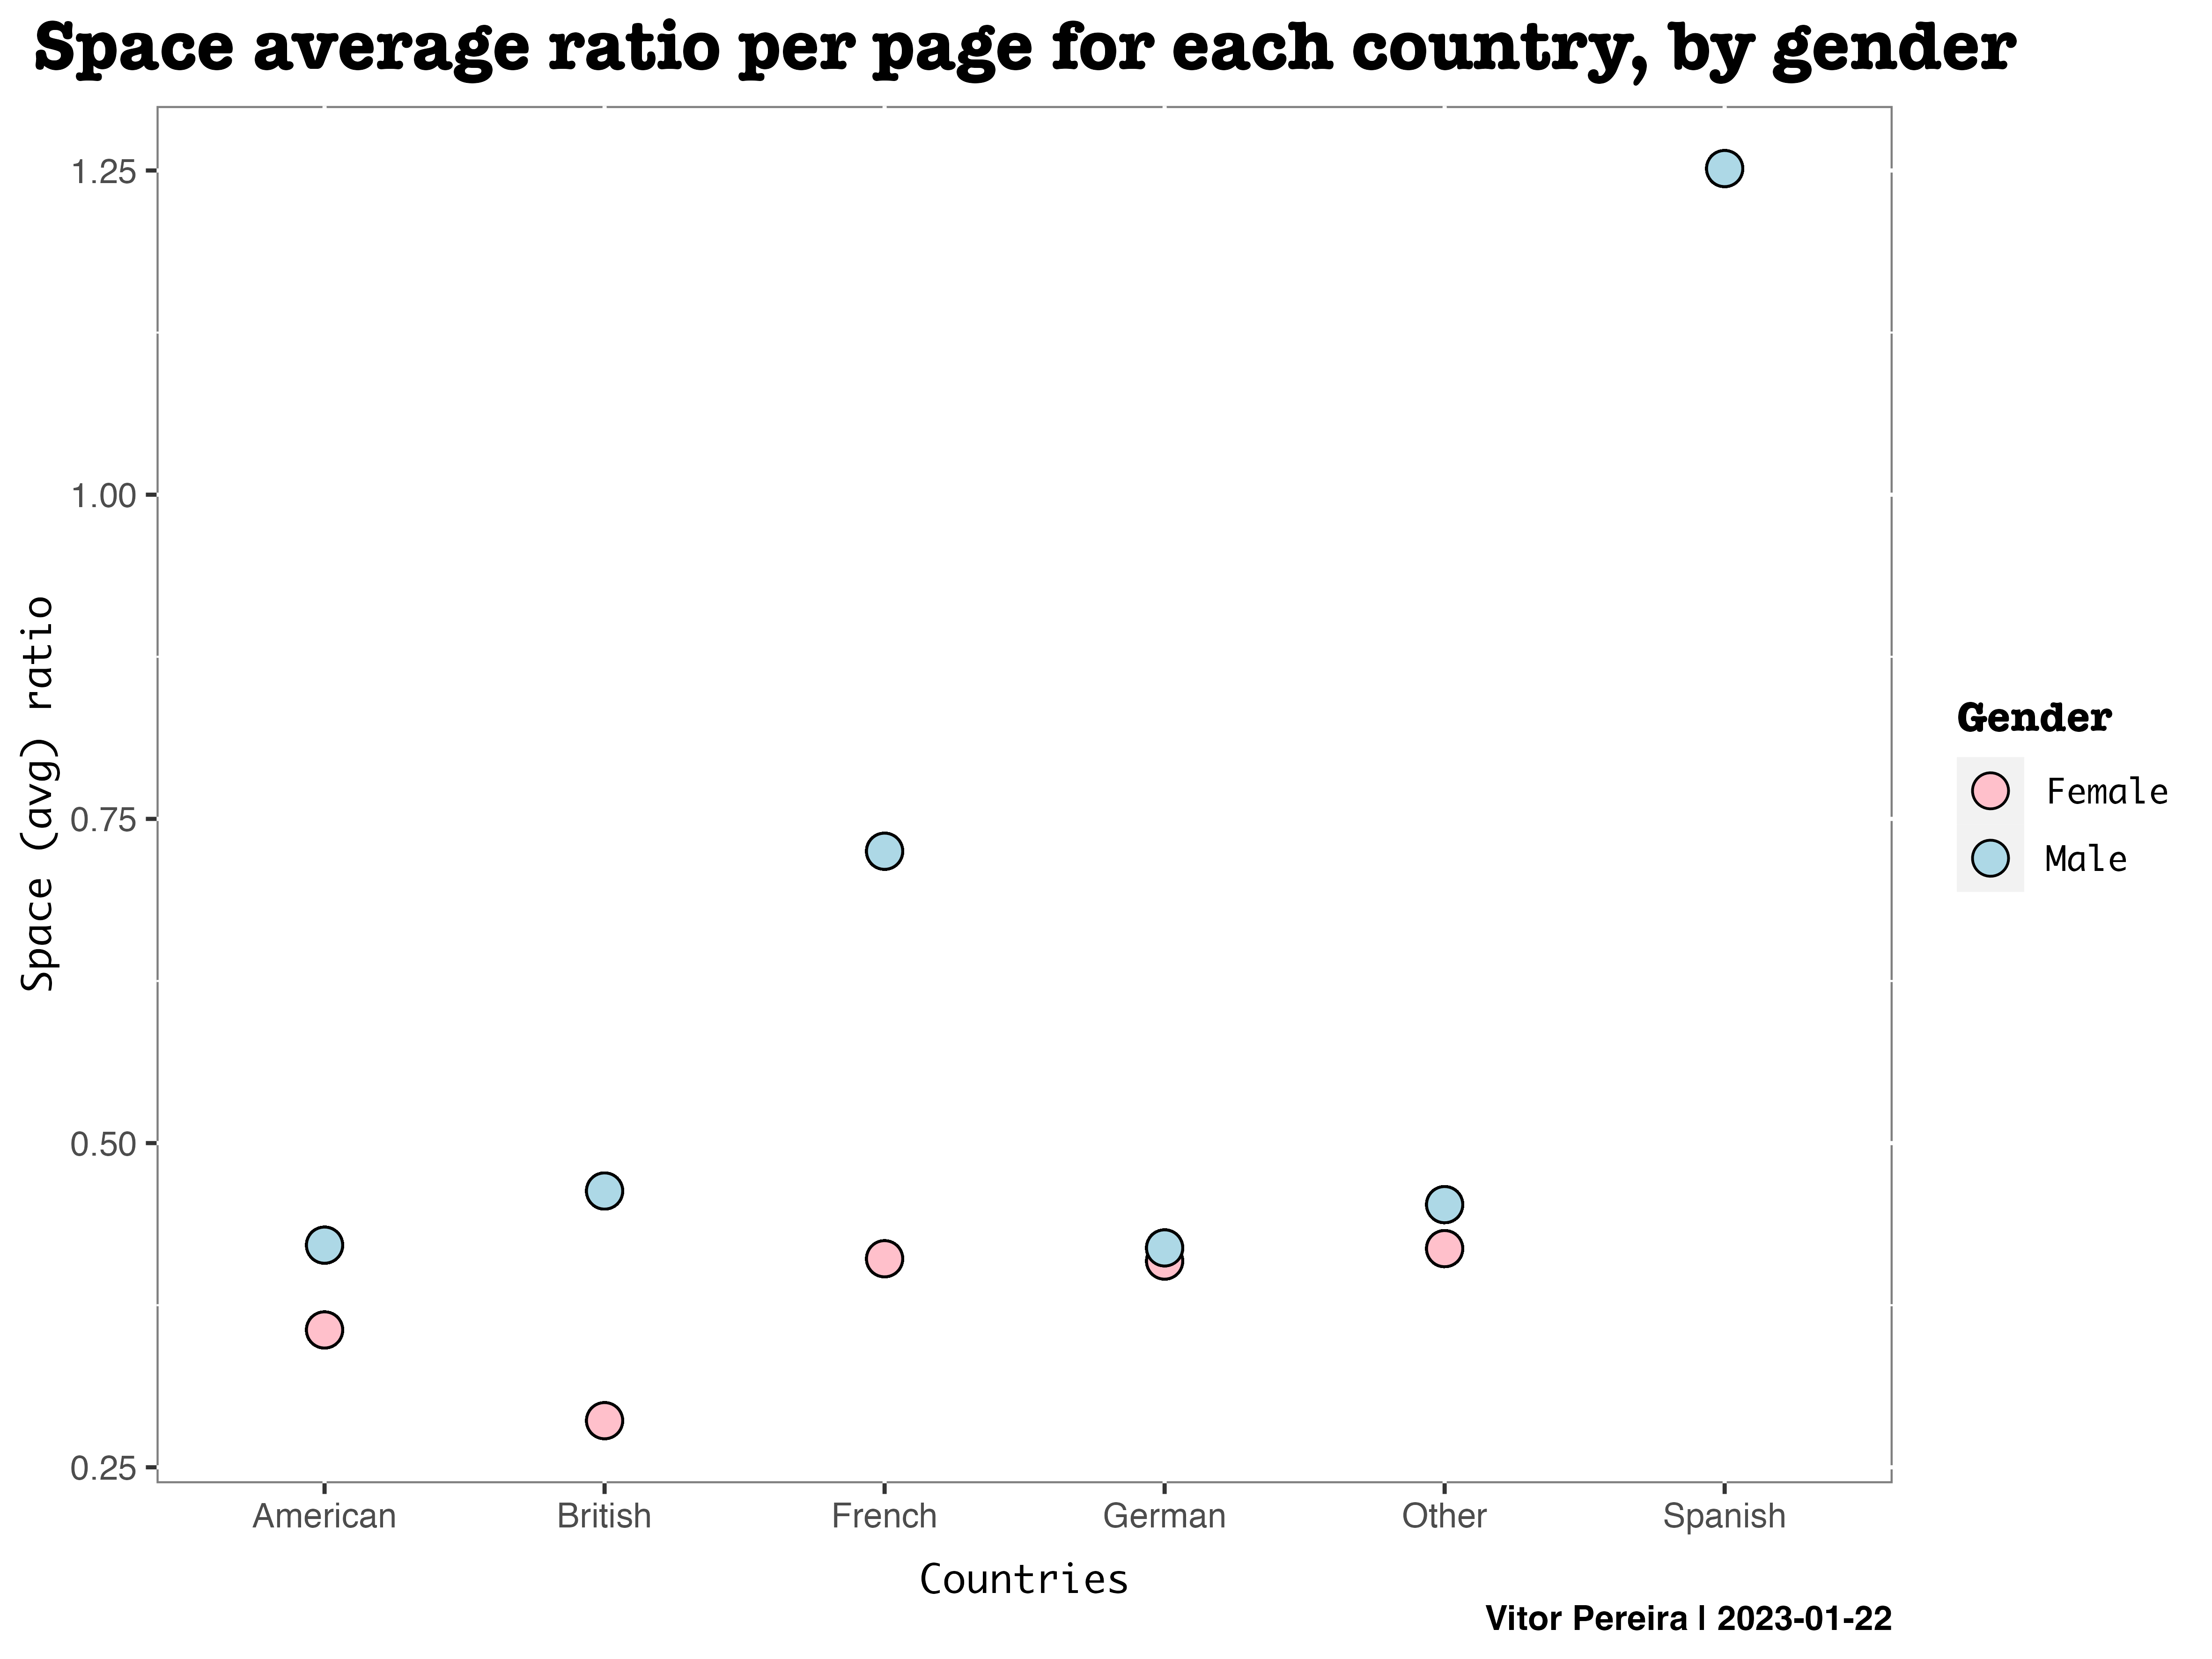 Space average ratio per page for each country, by gender
1.25
1.00
0.75
0.50
0.25
Space (avg) ratio
American British French German Other Spanish
Countries
Gender
Female
Male
Vitor Pereira | 2023-01-22